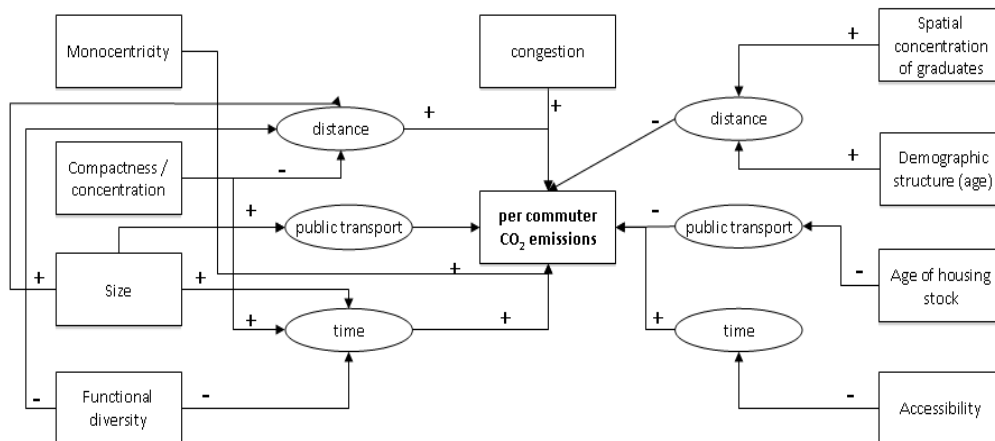 Monocentricity
congestion
Spatial
concentration
of graduates
+
+
+
distance
distance
-
-
Compactness /
concentration
+
Demographic
structure (age)
+
public transport
per commuter
CO₂ emissions
-
public transport
+
+
Size
+
-
Age of housing
stock
+
time
+
+
time
-
Functional
diversity
-
-
Accessibility